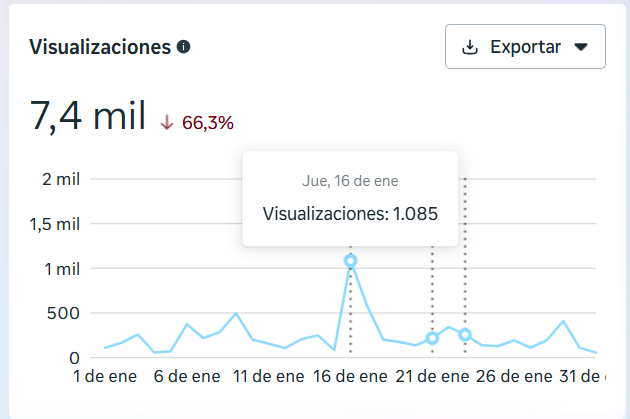 Visualizaciones
Exportar
7,4 mil ↓ 66,3%
Jue, 16 de ene
Visualizaciones: 1.085
2 mil
1,5 mil
1 mil
500
0
1 de ene 6 de ene 11 de ene 16 de ene 21 de ene 26 de ene 31 de